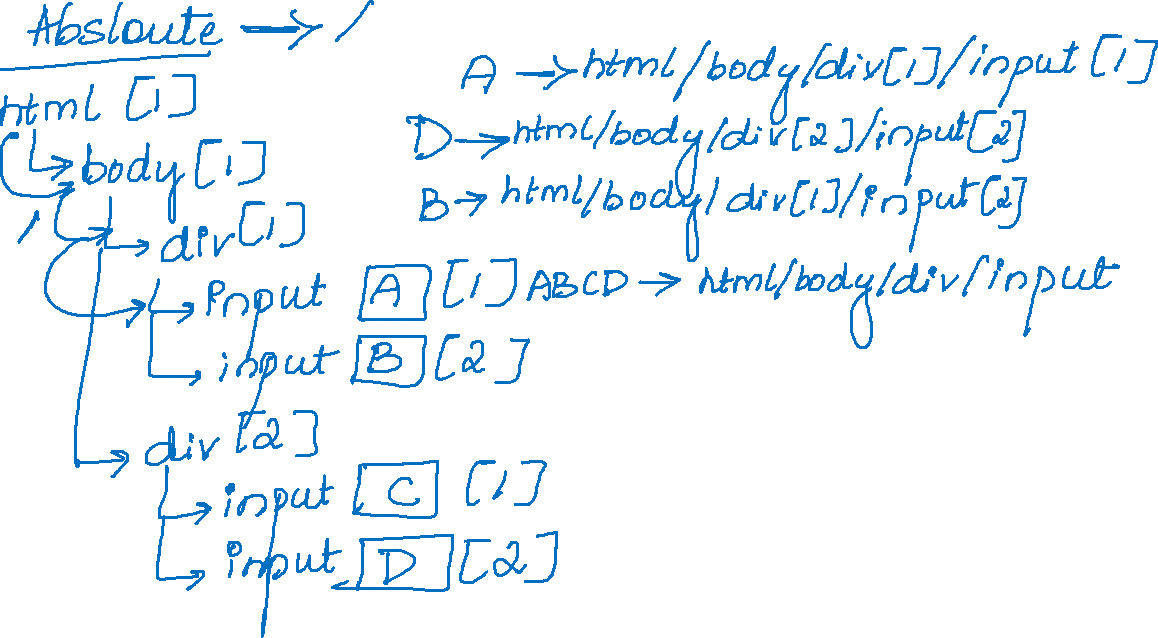 Absloute → /
html [1]
body [1]
div [1]
input A [1]
input B [2]
div [2]
input C [1]
input D [2]
A → html/body/div[1]/input[1]
D → html/body/div[2]/input[2]
B → html/body/div[1]/input[2]
ABCD → html/body/div/input
/